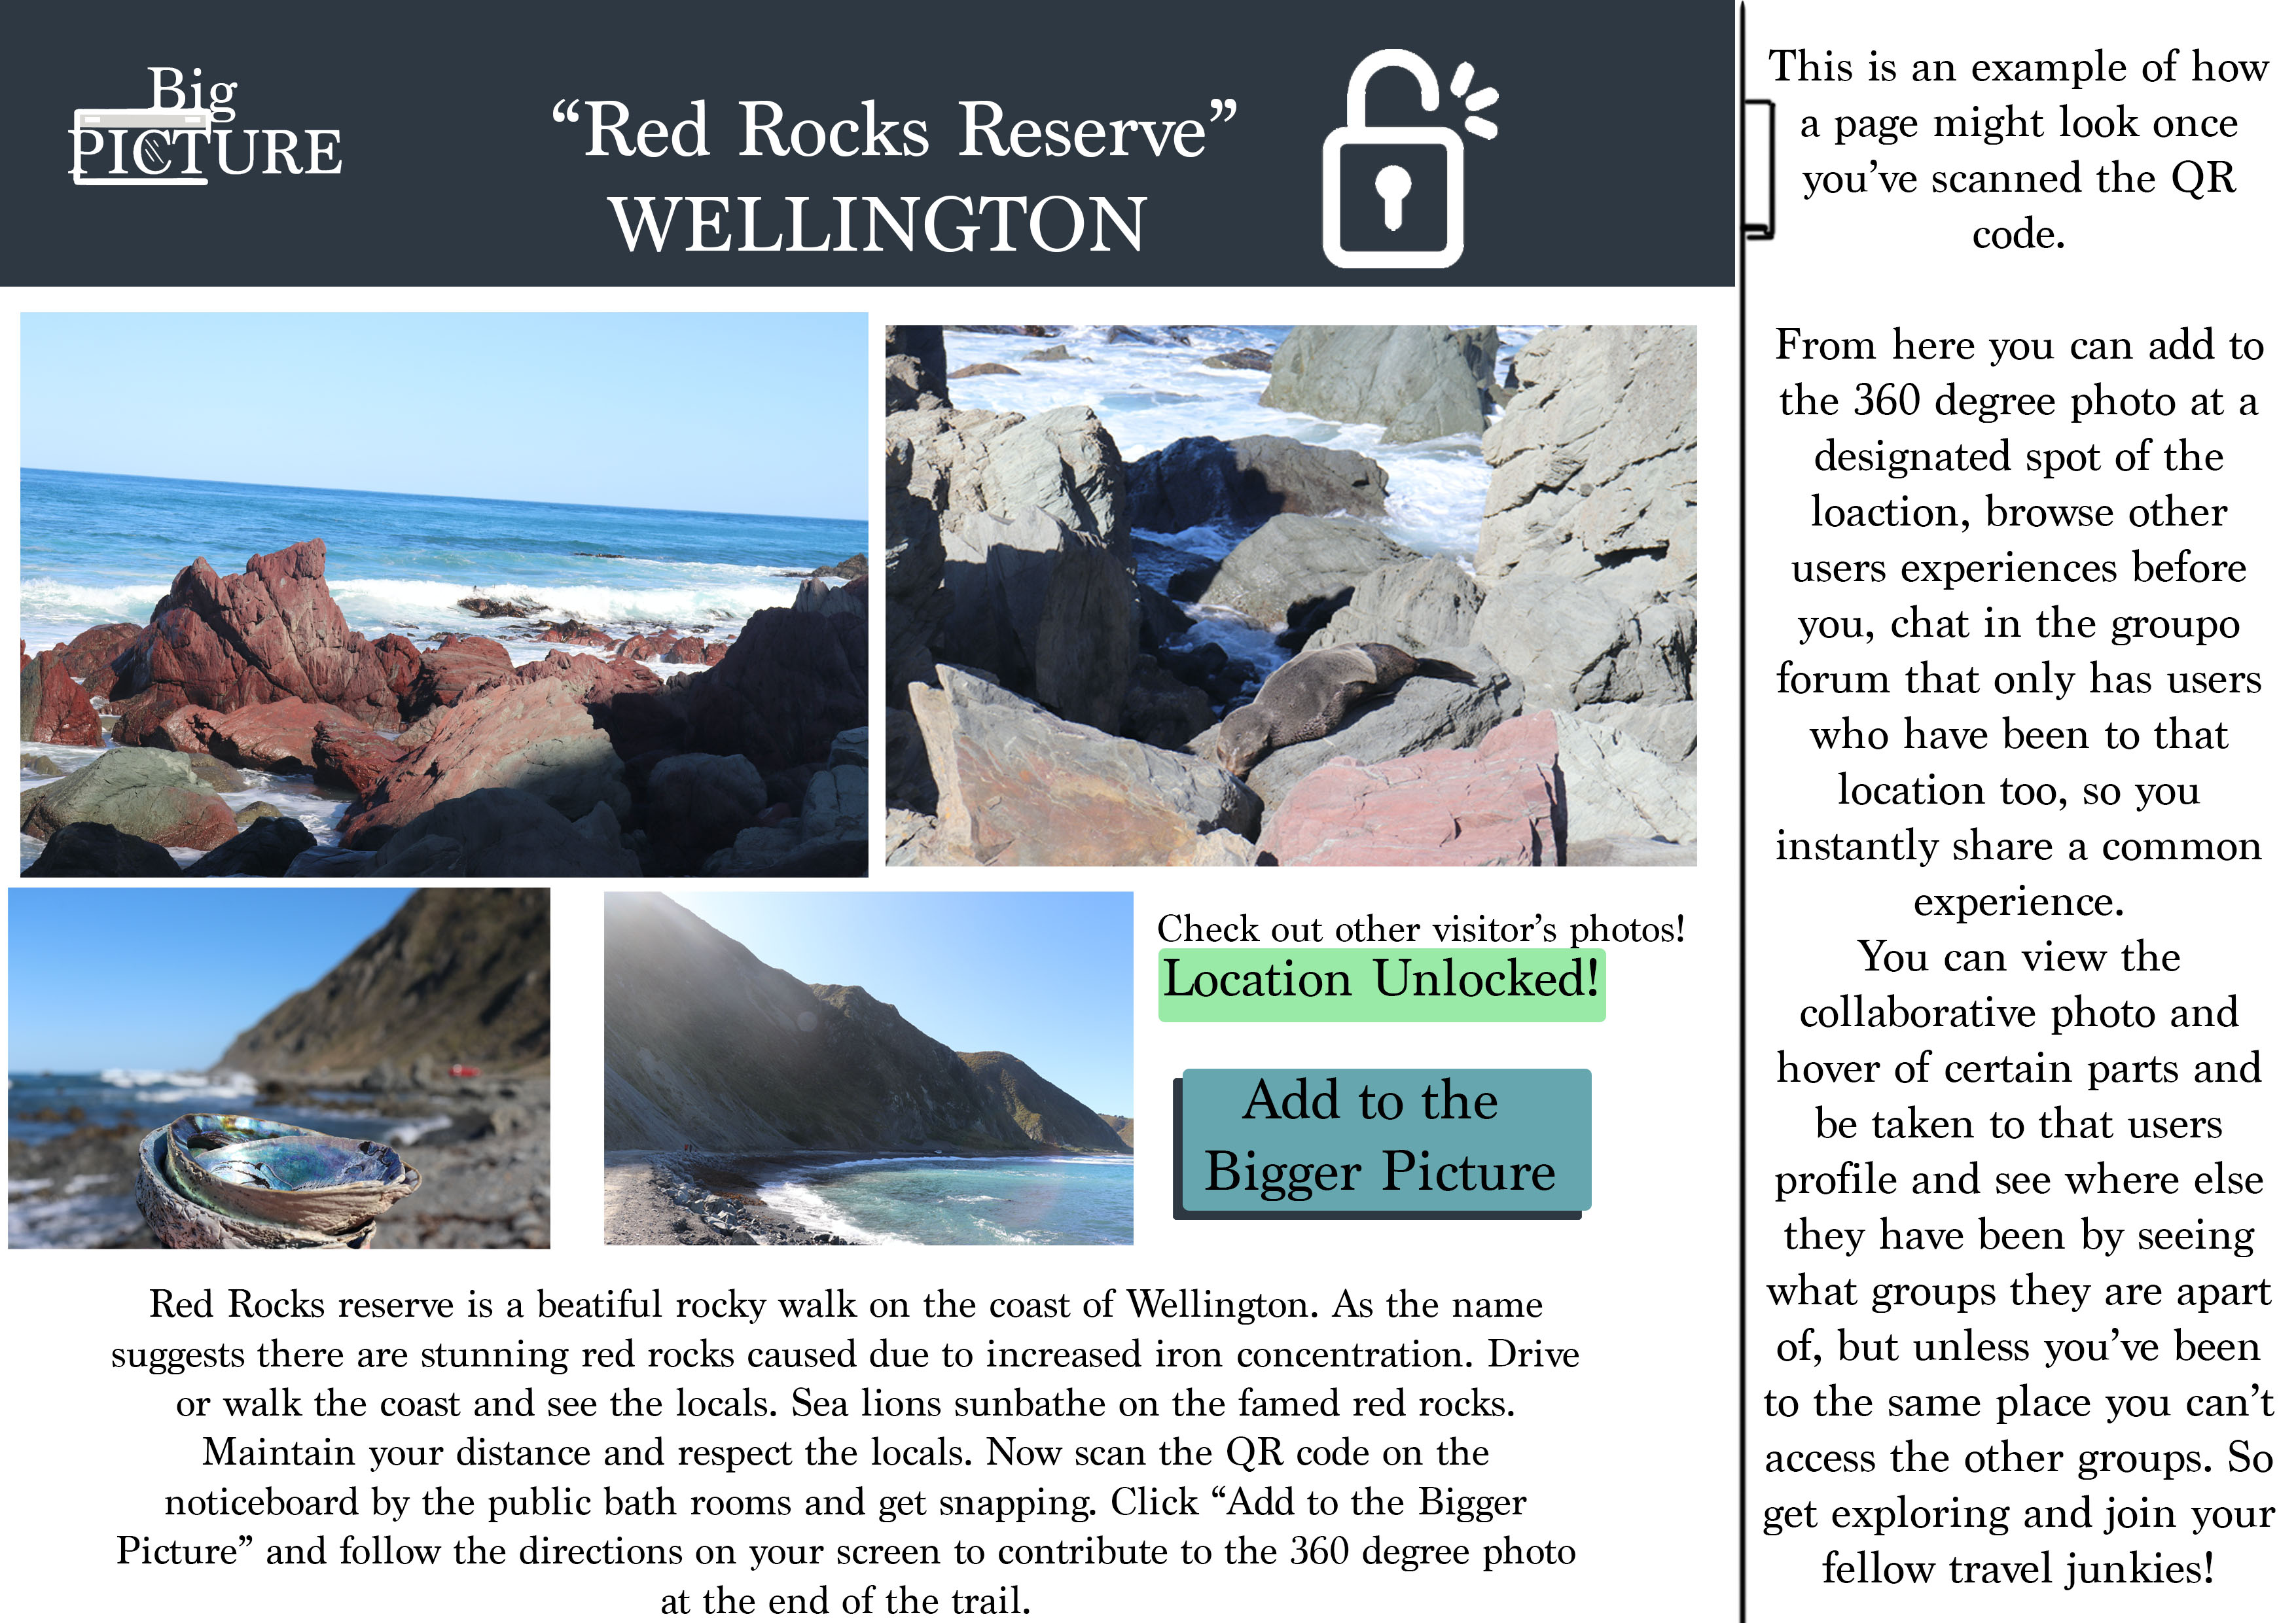 Big
PICTURE
“Red Rocks Reserve”
WELLINGTON
Check out other visitor’s photos!
Location Unlocked!
Add to the
Bigger Picture
Red Rocks reserve is a beatiful rocky walk on the coast of Wellington. As the name
suggests there are stunning red rocks caused due to increased iron concentration. Drive
or walk the coast and see the locals. Sea lions sunbathe on the famed red rocks.
Maintain your distance and respect the locals. Now scan the QR code on the
noticeboard by the public bath rooms and get snapping. Click “Add to the Bigger
Picture” and follow the directions on your screen to contribute to the 360 degree photo
at the end of the trail.
This is an example of how
a page might look once
you’ve scanned the QR
code.
From here you can add to
the 360 degree photo at a
designated spot of the
loaction, browse other
users experiences before
you, chat in the groupo
forum that only has users
who have been to that
location too, so you
instantly share a common
experience.
You can view the
collaborative photo and
hover of certain parts and
be taken to that users
profile and see where else
they have been by seeing
what groups they are apart
of, but unless you’ve been
to the same place you can’t
access the other groups. So
get exploring and join your
fellow travel junkies!